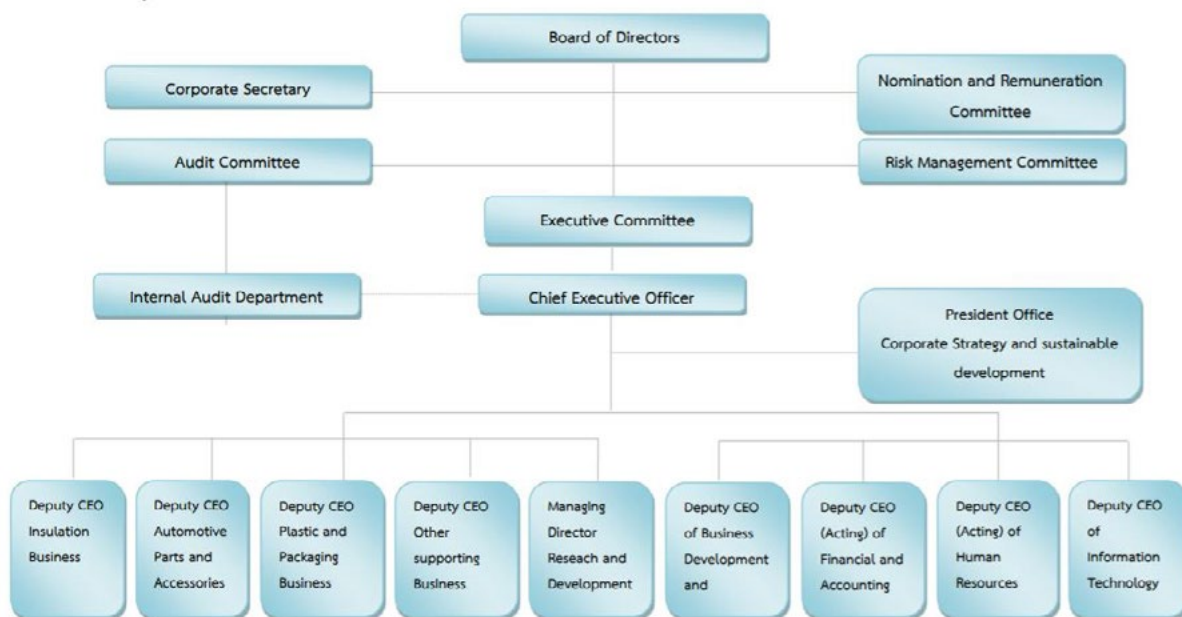 Board of Directors
Corporate Secretary
Nomination and Remuneration
Committee
Audit Committee
Risk Management Committee
Executive Committee
Internal Audit Department
Chief Executive Officer
President Office
Corporate Strategy and sustainable
development
Deputy CEO
Insulation
Business
Deputy CEO
Automotive
Parts and
Accessories
Deputy CEO
Plastic and
Packaging
Business
Deputy CEO
Other
supporting
Business
Managing
Director
Reseach and
Development
Deputy CEO
of Business
Development
and
Deputy CEO
(Acting) of
Financial and
Accounting
Deputy CEO
(Acting) of
Human
Resources
Deputy CEO
of
Information
Technology